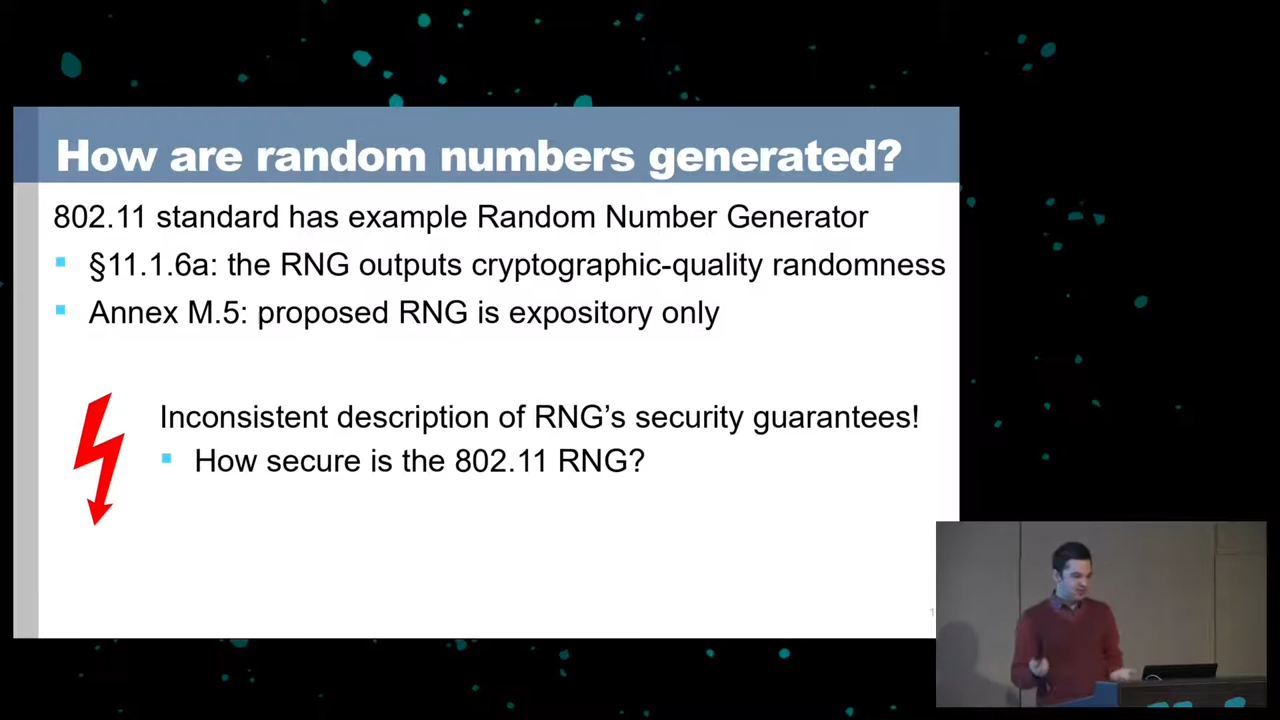 How are random numbers generated?
802.11 standard has example Random Number Generator
§11.1.6a: the RNG outputs cryptographic-quality randomness
Annex M.5: proposed RNG is expository only
Inconsistent description of RNG’s security guarantees!
How secure is the 802.11 RNG?